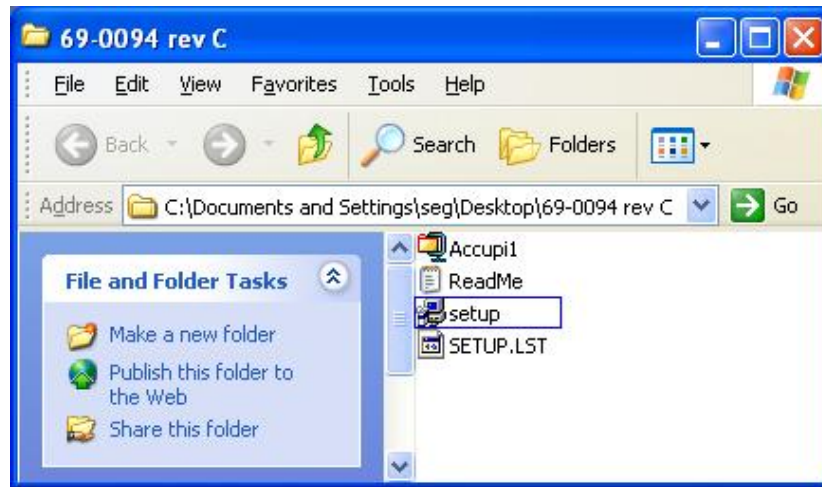 69-0094 rev C
File Edit View Favorites Tools Help
Back Search Folders
Address C:\Documents and Settings\seg\Desktop\69-0094 rev C Go
File and Folder Tasks
Make a new folder
Publish this folder to
the Web
Share this folder
Accupi1
ReadMe
setup
SETUP.LST